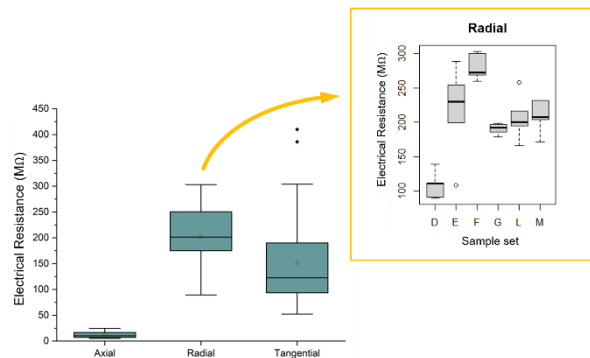 Radial
Electrical Resistance (MΩ)
300
250
200
150
100
D E F G L M
Sample set
Electrical Resistance (MΩ)
450
400
350
300
250
200
150
100
50
0
Axial Radial Tangential